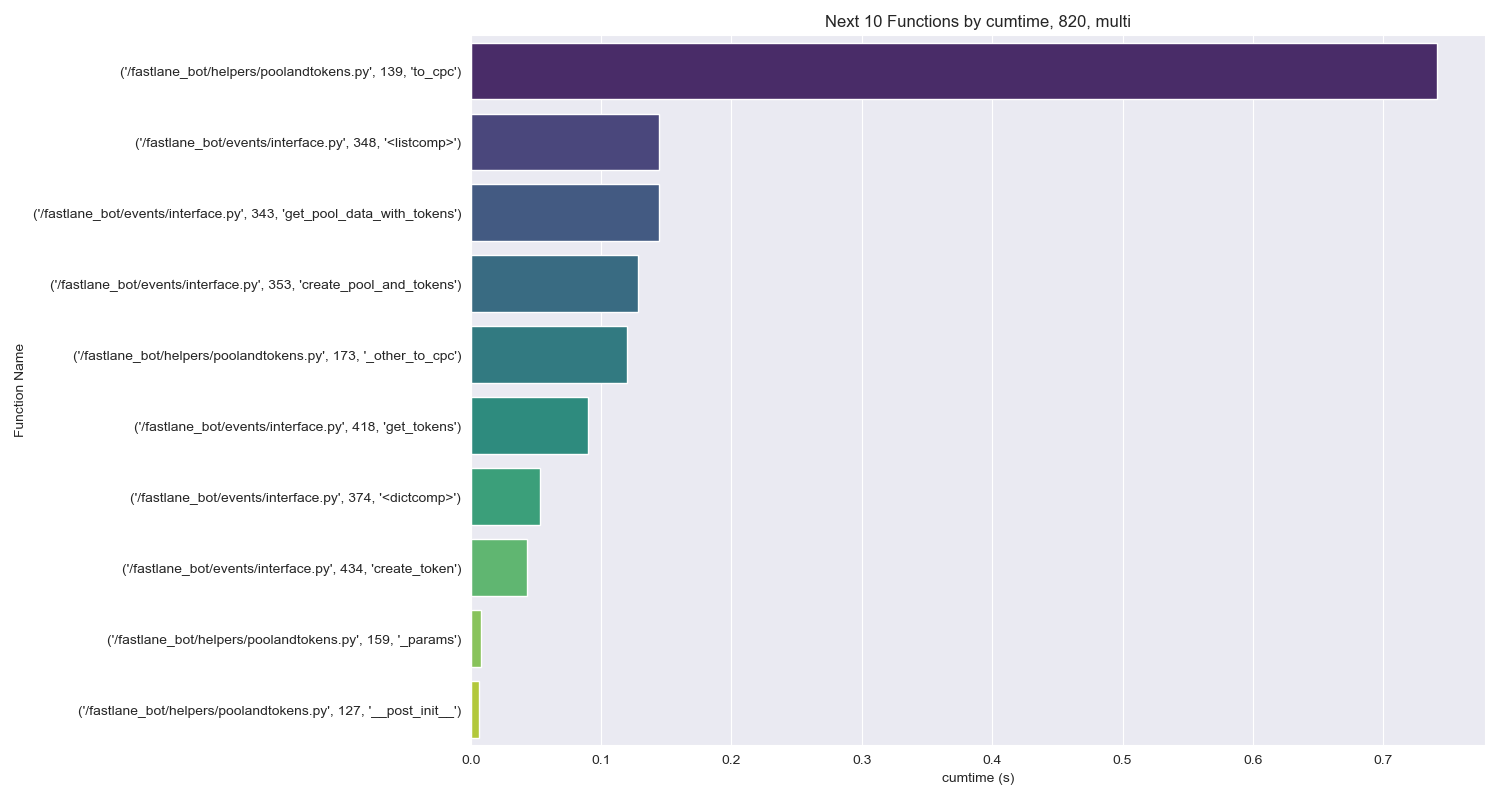 Next 10 Functions by cumtime, 820, multi
('/fastlane_bot/helpers/poolandtokens.py', 139, 'to_cpc')
('/fastlane_bot/events/interface.py', 348, '<listcomp>')
('/fastlane_bot/events/interface.py', 343, 'get_pool_data_with_tokens')
('/fastlane_bot/events/interface.py', 353, 'create_pool_and_tokens')
('/fastlane_bot/helpers/poolandtokens.py', 173, '_other_to_cpc')
('/fastlane_bot/events/interface.py', 418, 'get_tokens')
('/fastlane_bot/events/interface.py', 374, '<dictcomp>')
('/fastlane_bot/events/interface.py', 434, 'create_token')
('/fastlane_bot/helpers/poolandtokens.py', 159, '_params')
('/fastlane_bot/helpers/poolandtokens.py', 127, '__post_init__')
Function Name
0.0 0.1 0.2 0.3 0.4 0.5 0.6 0.7
cumtime (s)